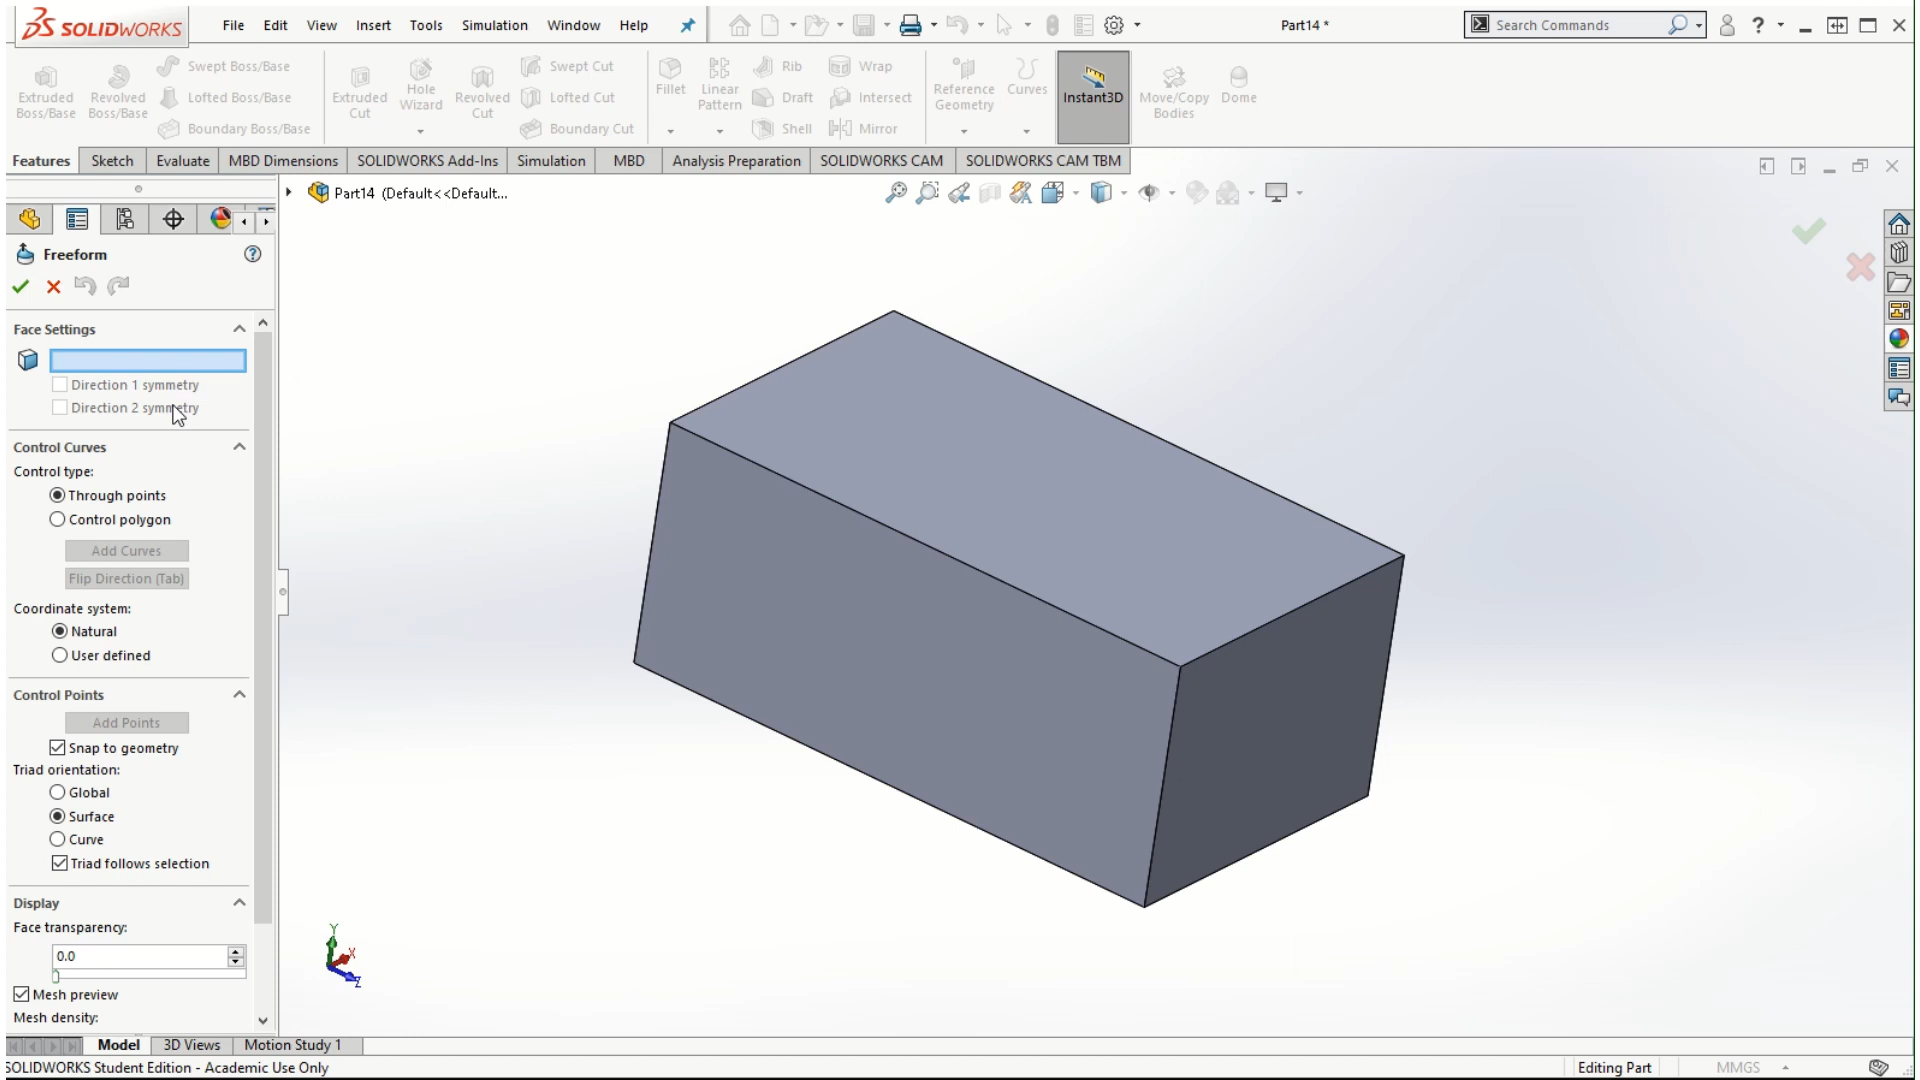 SOLIDWORKS File Edit View Insert Tools Simulation Window Help Part14 * Search Commands ?
Extruded Boss/Base
Revolved Boss/Base
Swept Boss/Base
Lofted Boss/Base
Boundary Boss/Base
Extruded Cut
Hole Wizard
Revolved Cut
Swept Cut
Lofted Cut
Boundary Cut
Fillet
Linear Pattern
Rib
Draft
Shell
Wrap
Intersect
Mirror
Reference Geometry
Curves
Instant3D
Move/Copy Bodies
Dome
Features Sketch Evaluate MBD Dimensions SOLIDWORKS Add-Ins Simulation MBD Analysis Preparation SOLIDWORKS CAM SOLIDWORKS CAM TBM
Part14 (Default<<Default...
Freeform ?
Face Settings
Direction 1 symmetry
Direction 2 symmetry
Control Curves
Control type:
Through points
Control polygon
Add Curves
Flip Direction (Tab)
Coordinate system:
Natural
User defined
Control Points
Add Points
Snap to geometry
Triad orientation:
Global
Surface
Curve
Triad follows selection
Display
Face transparency:
0.0
Mesh preview
Mesh density:
Y
X
Z
Model 3D Views Motion Study 1
SOLIDWORKS Student Edition - Academic Use Only Editing Part MMGS